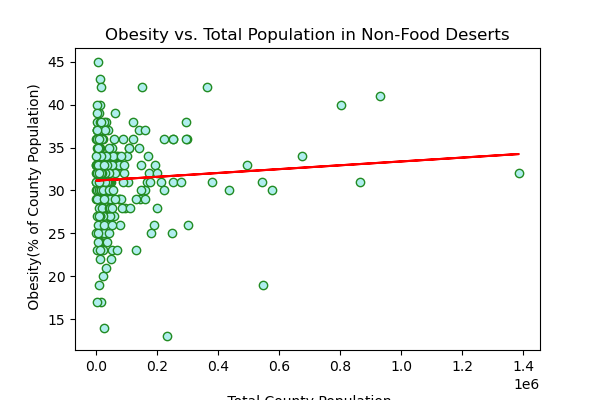 Obesity vs. Total Population in Non-Food Deserts
Obesity(% of County Population)
45
40
35
30
25
20
15
0.0 0.2 0.4 0.6 0.8 1.0 1.2 1.4
1e6
Total County Population